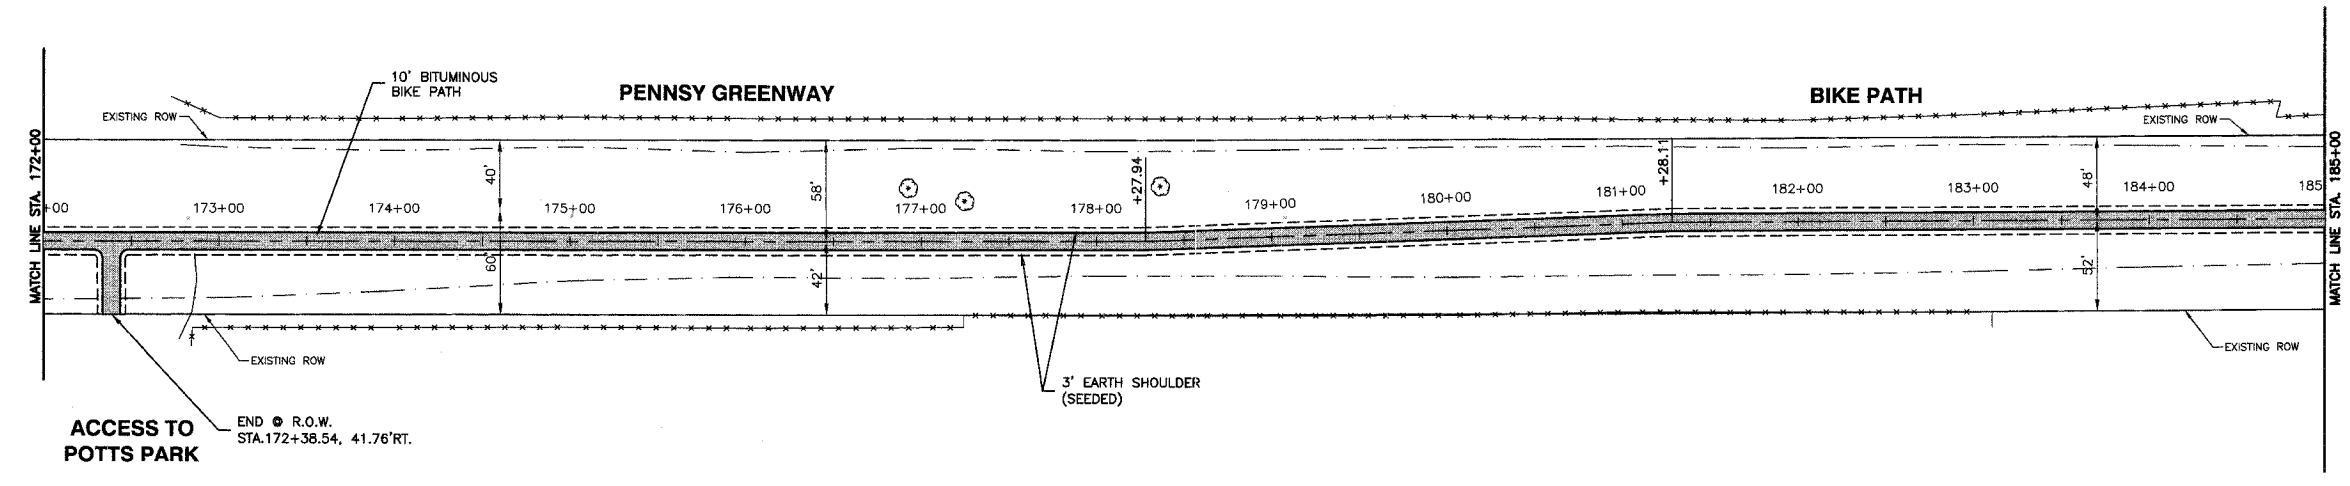 10' BITUMINOUS
BIKE PATH
PENNSY GREENWAY
BIKE PATH
EXISTING ROW
EXISTING ROW
MATCH LINE STA. 172+00
MATCH LINE STA. 185+00
40'
58'
+27.94
+28.11
48'
+00
173+00
174+00
175+00
176+00
177+00
178+00
179+00
180+00
181+00
182+00
183+00
184+00
185
60'
42'
52'
EXISTING ROW
EXISTING ROW
3' EARTH SHOULDER
(SEEDED)
END @ R.O.W.
STA.172+38.54, 41.76'RT.
ACCESS TO
POTTS PARK